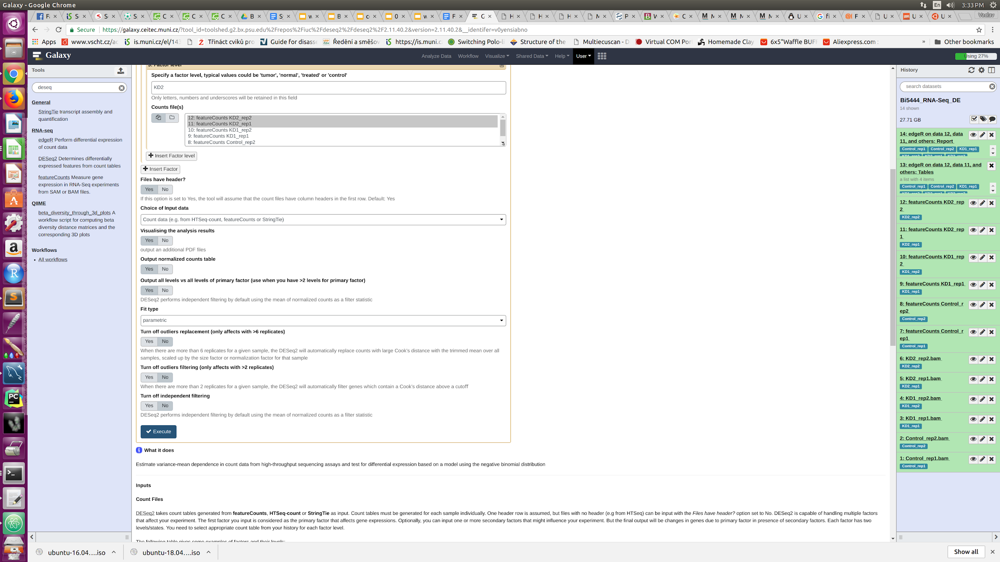 Galaxy - Google Chrome
En
3:33 PM
Vaclav
Secure
https://galaxy.ceitec.muni.cz/?tool_id=toolshed.g2.bx.psu.edu%2Frepos%2Fiuc%2Fdeseq2%2Fdeseq2%2F2.11.40.2&version=2.11.40.2&__identifer=v0yensiabno
Apps
www.vscht.cz/ac
is.muni.cz/el/143
Třináct cviků pro
Guide for disasse
Ředění a směšov
https://is.muni.c
Switching Polo-li
Structure of the
Multiecuscan - D
Virtual COM Port
Homemade Clay
6x5"Waffle BUFF
Aliexpress.com :
»
Other bookmarks
Galaxy
Analyze Data
Workflow
Visualize
Shared Data
Help
User
Using 27%
Tools
deseq
General
StringTie transcript assembly and
quantification
RNA-seq
edgeR Perform differential expression
of count data
DESeq2 Determines differentially
expressed features from count tables
featureCounts Measure gene
expression in RNA-Seq experiments
from SAM or BAM files.
QIIME
beta_diversity_through_3d_plots A
workflow script for computing beta
diversity distance matrices and the
corresponding 3D plots
Workflows
All workflows
3: Factor level
Specify a factor level, typical values could be 'tumor', 'normal', 'treated' or 'control'
KD2
Only letters, numbers and underscores will be retained in this field
Counts file(s)
12: featureCounts KD2_rep2
11: featureCounts KD2_rep1
10: featureCounts KD1_rep2
9: featureCounts KD1_rep1
8: featureCounts Control_rep2
Insert Factor level
Insert Factor
Files have header?
Yes No
If this option is set to Yes, the tool will assume that the count files have column headers in the first row. Default: Yes
Choice of Input data
Count data (e.g. from HTSeq-count, featureCounts or StringTie)
Visualising the analysis results
Yes No
output an additional PDF files
Output normalized counts table
Yes No
Output all levels vs all levels of primary factor (use when you have >2 levels for primary factor)
Yes No
DESeq2 performs independent filtering by default using the mean of normalized counts as a filter statistic
Fit type
parametric
Turn off outliers replacement (only affects with >6 replicates)
Yes No
When there are more than 6 replicates for a given sample, the DESeq2 will automatically replace counts with large Cook's distance with the trimmed mean over all
samples, scaled up by the size factor or normalization factor for that sample
Turn off outliers filtering (only affects with >2 replicates)
Yes No
When there are more than 2 replicates for a given sample, the DESeq2 will automatically filter genes which contain a Cook's distance above a cutoff
Turn off independent filtering
Yes No
DESeq2 performs independent filtering by default using the mean of normalized counts as a filter statistic
Execute
What it does
Estimate variance-mean dependence in count data from high-throughput sequencing assays and test for differential expression based on a model using the negative binomial distribution
Inputs
Count Files
DESeq2 takes count tables generated from featureCounts, HTSeq-count or StringTie as input. Count tables must be generated for each sample individually. One header row is assumed, but files with no header (e.g from HTSeq) can be input with the Files have header? option set to No. DESeq2 is capable of handling multiple factors
that affect your experiment. The first factor you input is considered as the primary factor that affects gene expressions. Optionally, you can input one or more secondary factors that might influence your experiment. But the final output will be changes in genes due to primary factor in presence of secondary factors. Each factor has two
levels/states. You need to select appropriate count table from your history for each factor level.
The following table gives some examples of factors and their levels:
History
search datasets
Bi5444_RNA-Seq_DE
14 shown
27.71 GB
14: edgeR on data 12, data
11, and others: Report
Control_rep1 Control_rep2 KD1_rep1
KD1_rep2 KD2_rep1 KD2_rep2
13: edgeR on data 12, data 11, and
others: Tables
a list with 4 items
Control_rep1 Control_rep2 KD1_rep1
KD1_rep2 KD2_rep1 KD2_rep2
12: featureCounts KD2_rep
2
KD2_rep2
11: featureCounts KD2_rep
1
KD2_rep1
10: featureCounts KD1_rep
2
KD1_rep2
9: featureCounts KD1_rep1
KD1_rep1
8: featureCounts Control_r
ep2
Control_rep2
7: featureCounts Control_r
ep1
Control_rep1
6: KD2_rep2.bam
KD2_rep2
5: KD2_rep1.bam
KD2_rep1
4: KD1_rep2.bam
KD1_rep2
3: KD1_rep1.bam
KD1_rep1
2: Control_rep2.bam
Control_rep2
1: Control_rep1.bam
Control_rep1
ubuntu-16.04....iso
ubuntu-18.04....iso
Show all